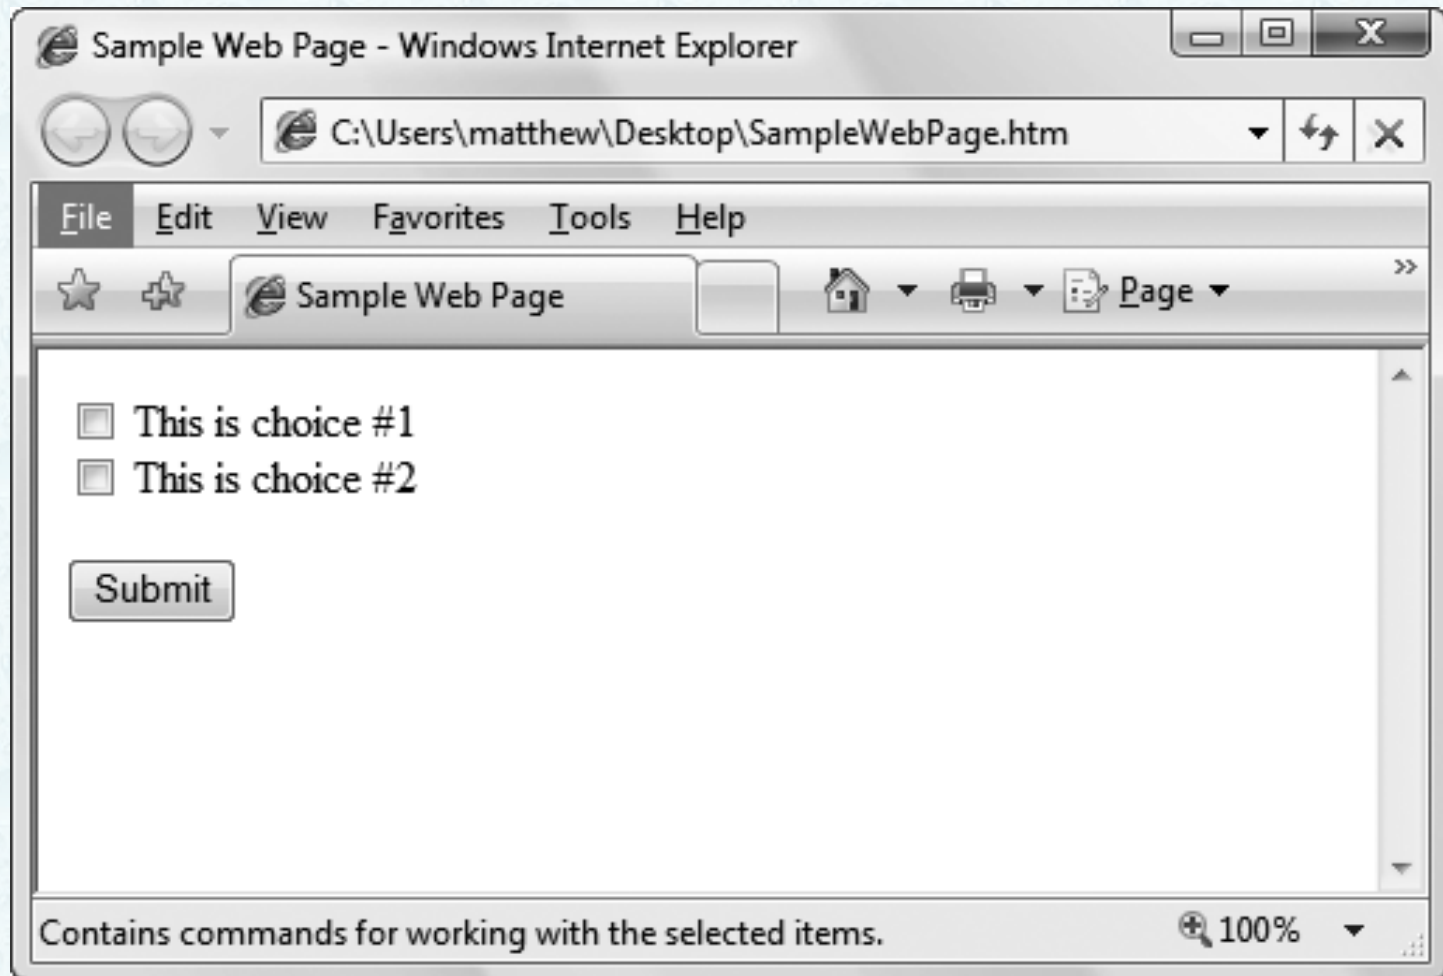 Sample Web Page - Windows Internet Explorer
C:\Users\matthew\Desktop\SampleWebPage.htm
File Edit View Favorites Tools Help
Sample Web Page Page
This is choice #1
This is choice #2
Submit
Contains commands for working with the selected items. 100%